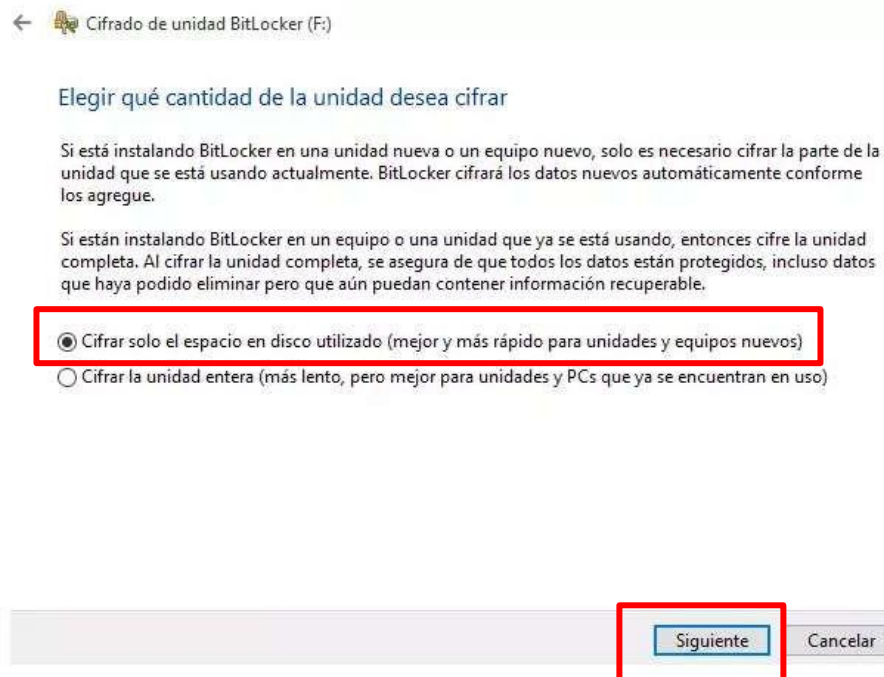 Cifrado de unidad BitLocker (F:)
Elegir qué cantidad de la unidad desea cifrar
Si está instalando BitLocker en una unidad nueva o un equipo nuevo, solo es necesario cifrar la parte de la
unidad que se está usando actualmente. BitLocker cifrará los datos nuevos automáticamente conforme
los agregue.
Si están instalando BitLocker en un equipo o una unidad que ya se está usando, entonces cifre la unidad
completa. Al cifrar la unidad completa, se asegura de que todos los datos están protegidos, incluso datos
que haya podido eliminar pero que aún puedan contener información recuperable.
Cifrar solo el espacio en disco utilizado (mejor y más rápido para unidades y equipos nuevos)
Cifrar la unidad entera (más lento, pero mejor para unidades y PCs que ya se encuentran en uso)
Siguiente Cancelar